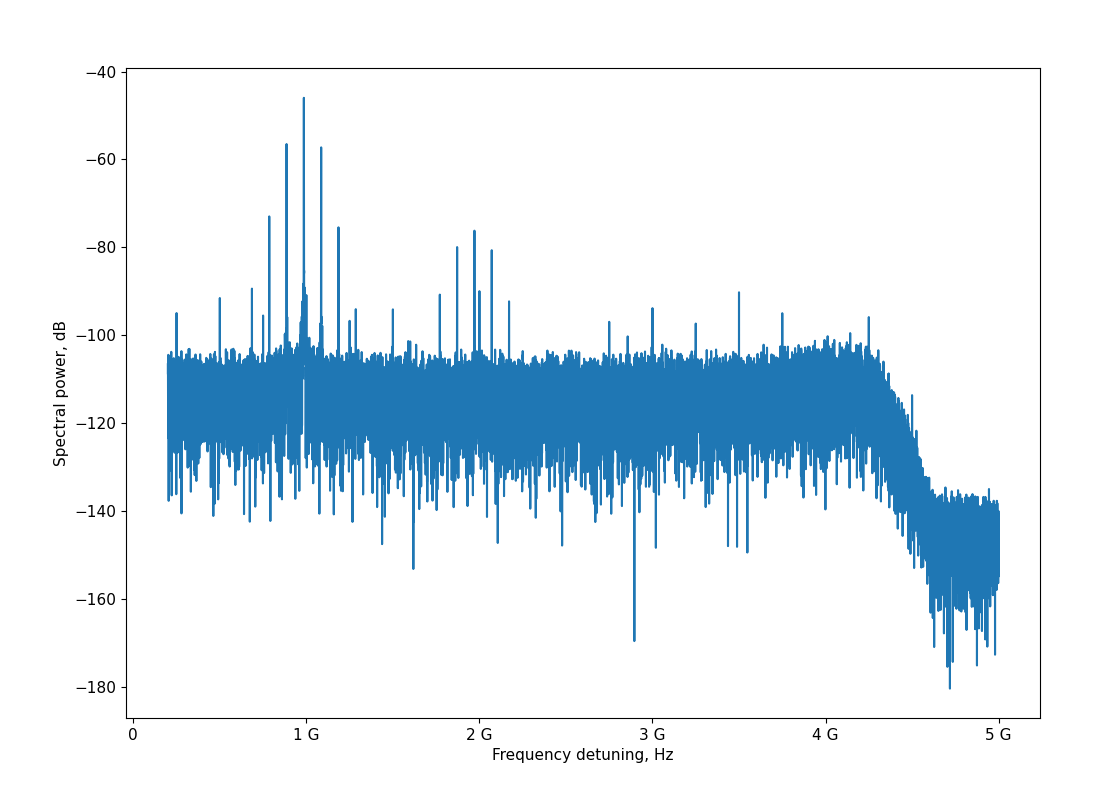 −40
−60
−80
−100
−120
−140
−160
−180
Spectral power, dB
0
1 G
2 G
3 G
4 G
5 G
Frequency detuning, Hz